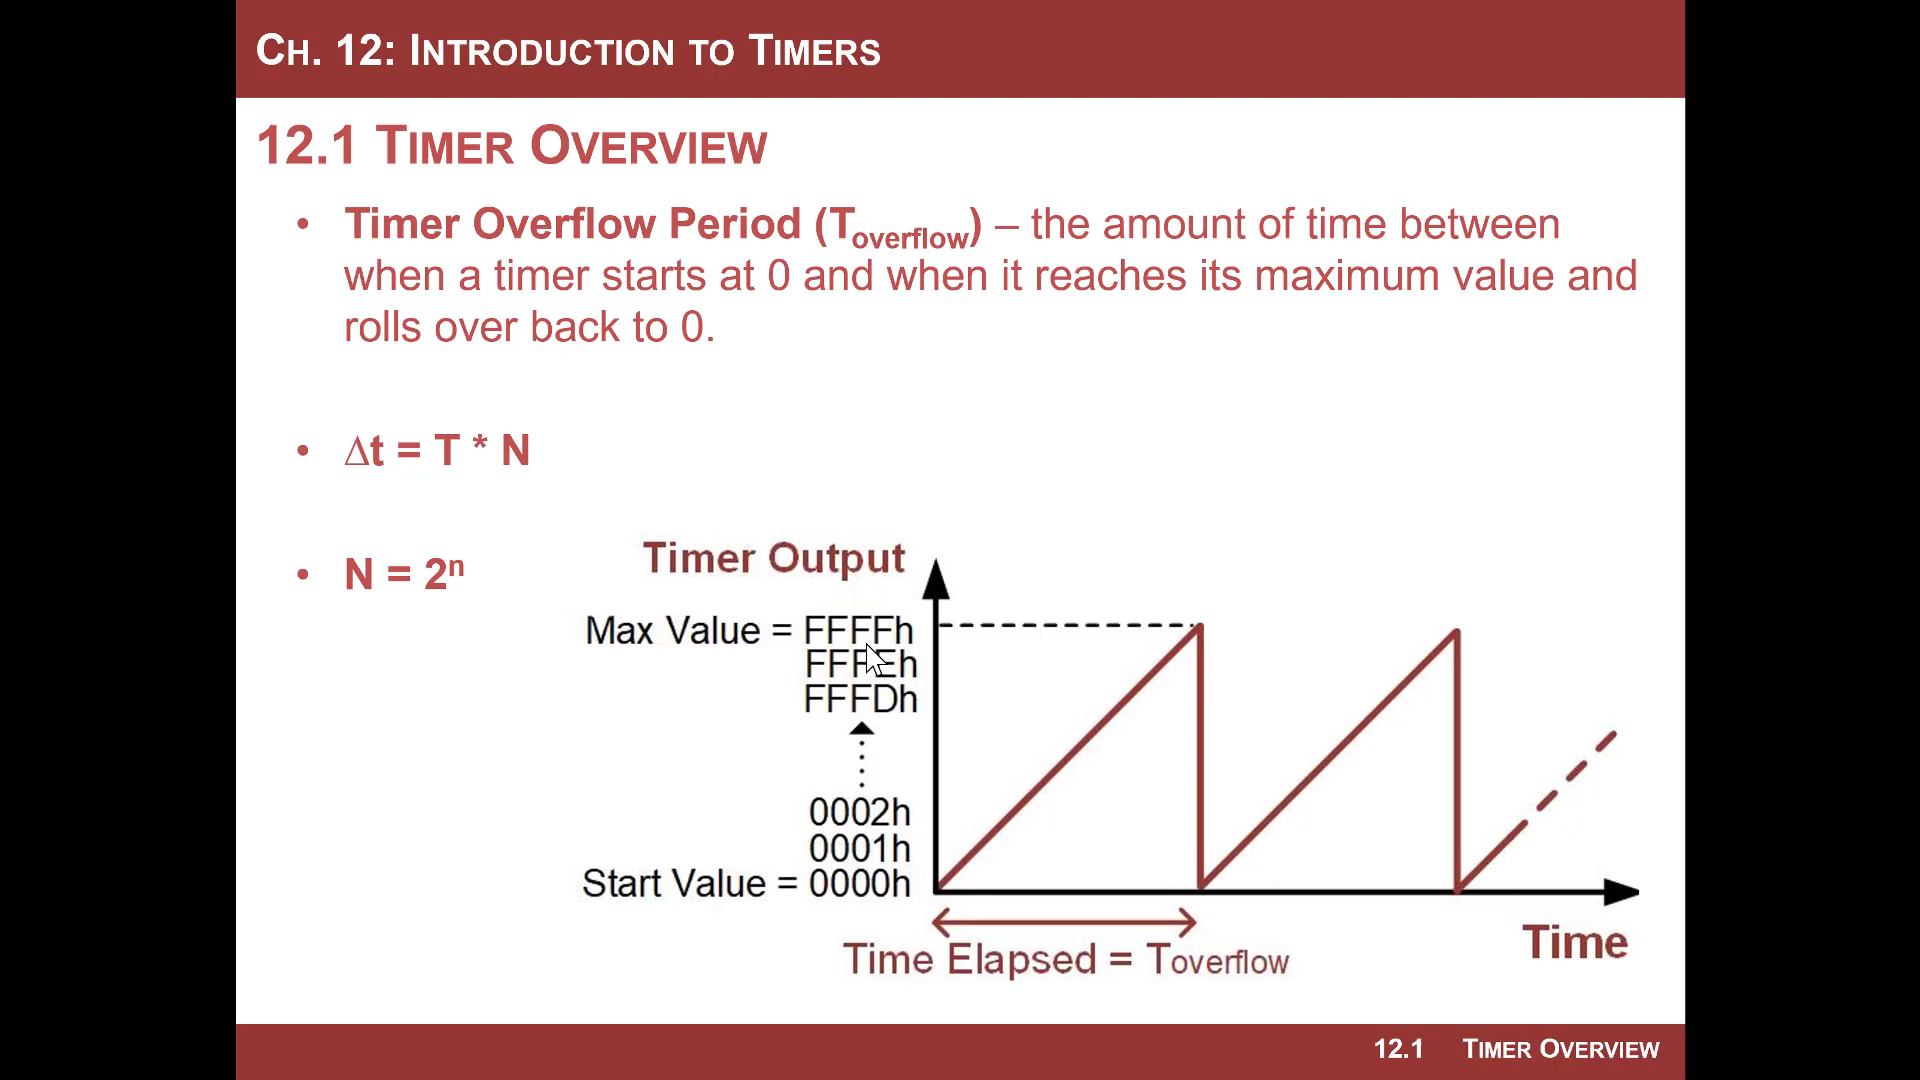 CH. 12: INTRODUCTION TO TIMERS
12.1 TIMER OVERVIEW
• Timer Overflow Period (Toverflow) – the amount of time between
when a timer starts at 0 and when it reaches its maximum value and
rolls over back to 0.
• Δt = T * N
• N = 2ⁿ
Timer Output
Max Value = FFFFh
FFFEh
FFFDh
0002h
0001h
Start Value = 0000h
Time Elapsed = Toverflow
Time
12.1 TIMER OVERVIEW